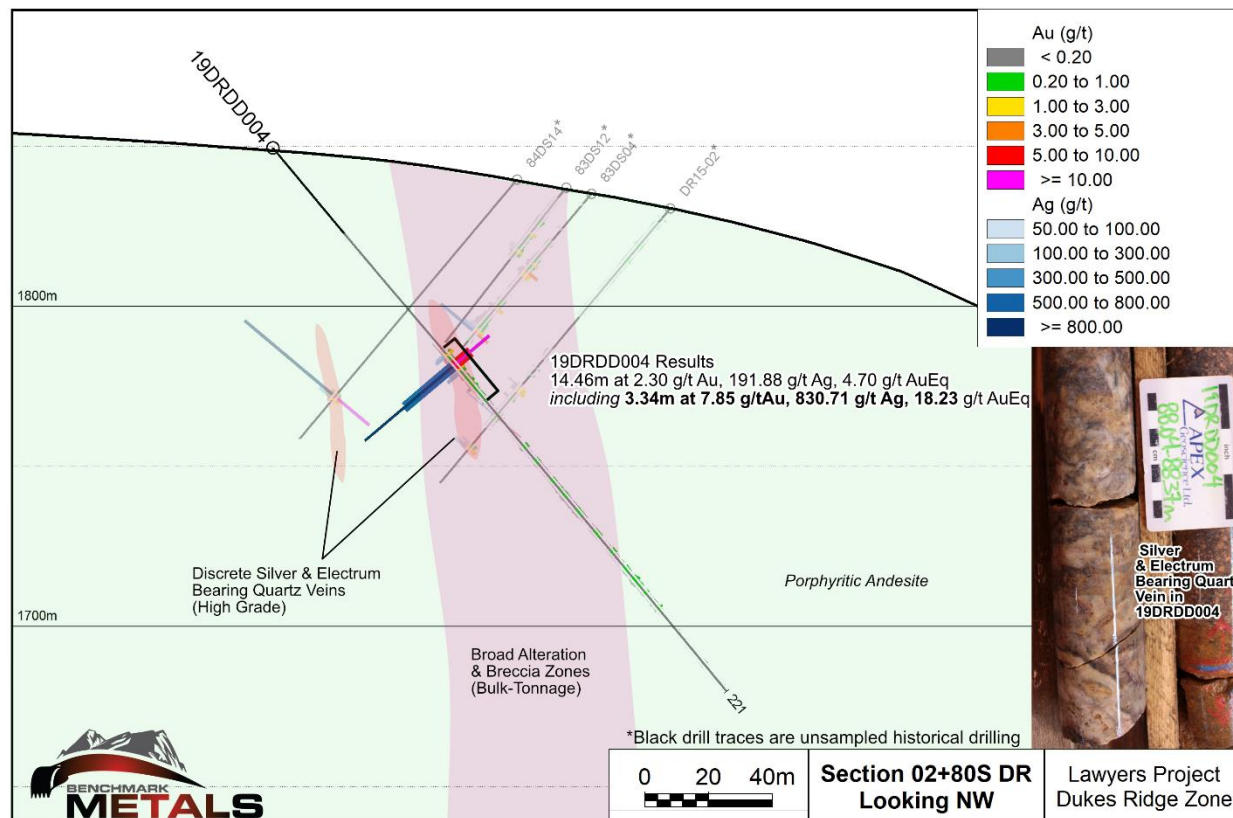 Au (g/t)
< 0.20
0.20 to 1.00
1.00 to 3.00
3.00 to 5.00
5.00 to 10.00
>= 10.00
Ag (g/t)
50.00 to 100.00
100.00 to 300.00
300.00 to 500.00
500.00 to 800.00
>= 800.00
19DRDD004
84DS14*
83DS12*
83DS04*
DR15-02*
1800m
19DRDD004 Results
14.46m at 2.30 g/t Au, 191.88 g/t Ag, 4.70 g/t AuEq
including 3.34m at 7.85 g/tAu, 830.71 g/t Ag, 18.23 g/t AuEq
Discrete Silver & Electrum
Bearing Quartz Veins
(High Grade)
Porphyritic Andesite
1700m
Broad Alteration
& Breccia Zones
(Bulk-Tonnage)
221
19DRDD004
APEX
Geoscience Ltd.
cm
inch
Silver
& Electrum
Bearing Quart
Vein in
19DRDD004
*Black drill traces are unsampled historical drilling
BENCHMARK
METALS
0 20 40m
Section 02+80S DR
Looking NW
Lawyers Project
Dukes Ridge Zone